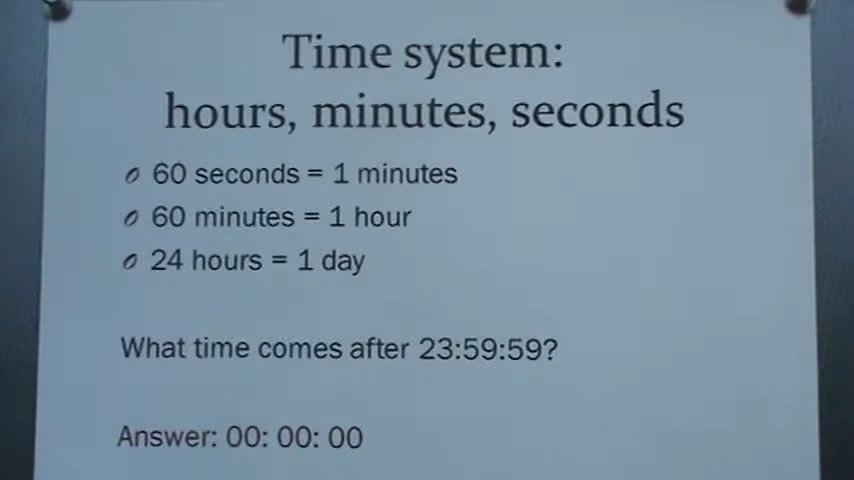 Time system:
hours, minutes, seconds
60 seconds = 1 minutes
60 minutes = 1 hour
24 hours = 1 day
What time comes after 23:59:59?
Answer: 00: 00: 00